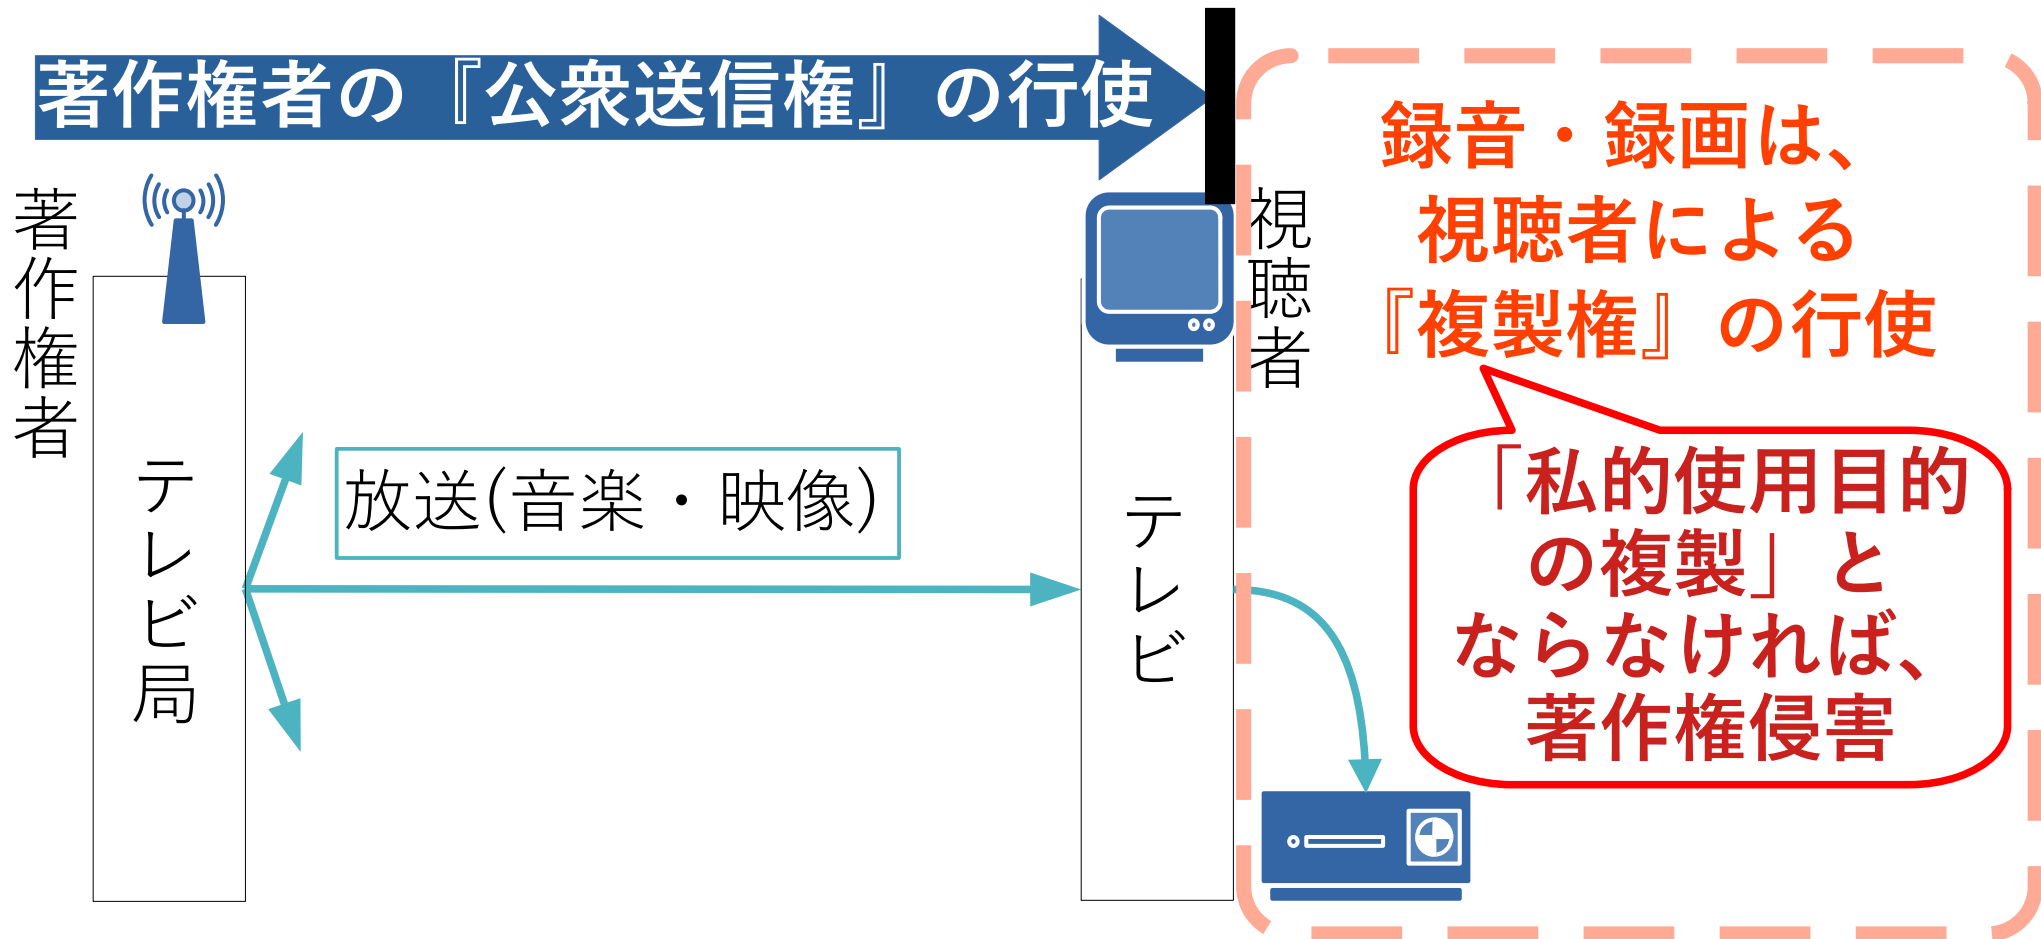 著作権者の『公衆送信権』の行使
著作権者
テレビ局
放送(音楽・映像)
テレビ
視聴者
録音・録画は、
視聴者による
『複製権』の行使
「私的使用目的
の複製」と
ならなければ、
著作権侵害